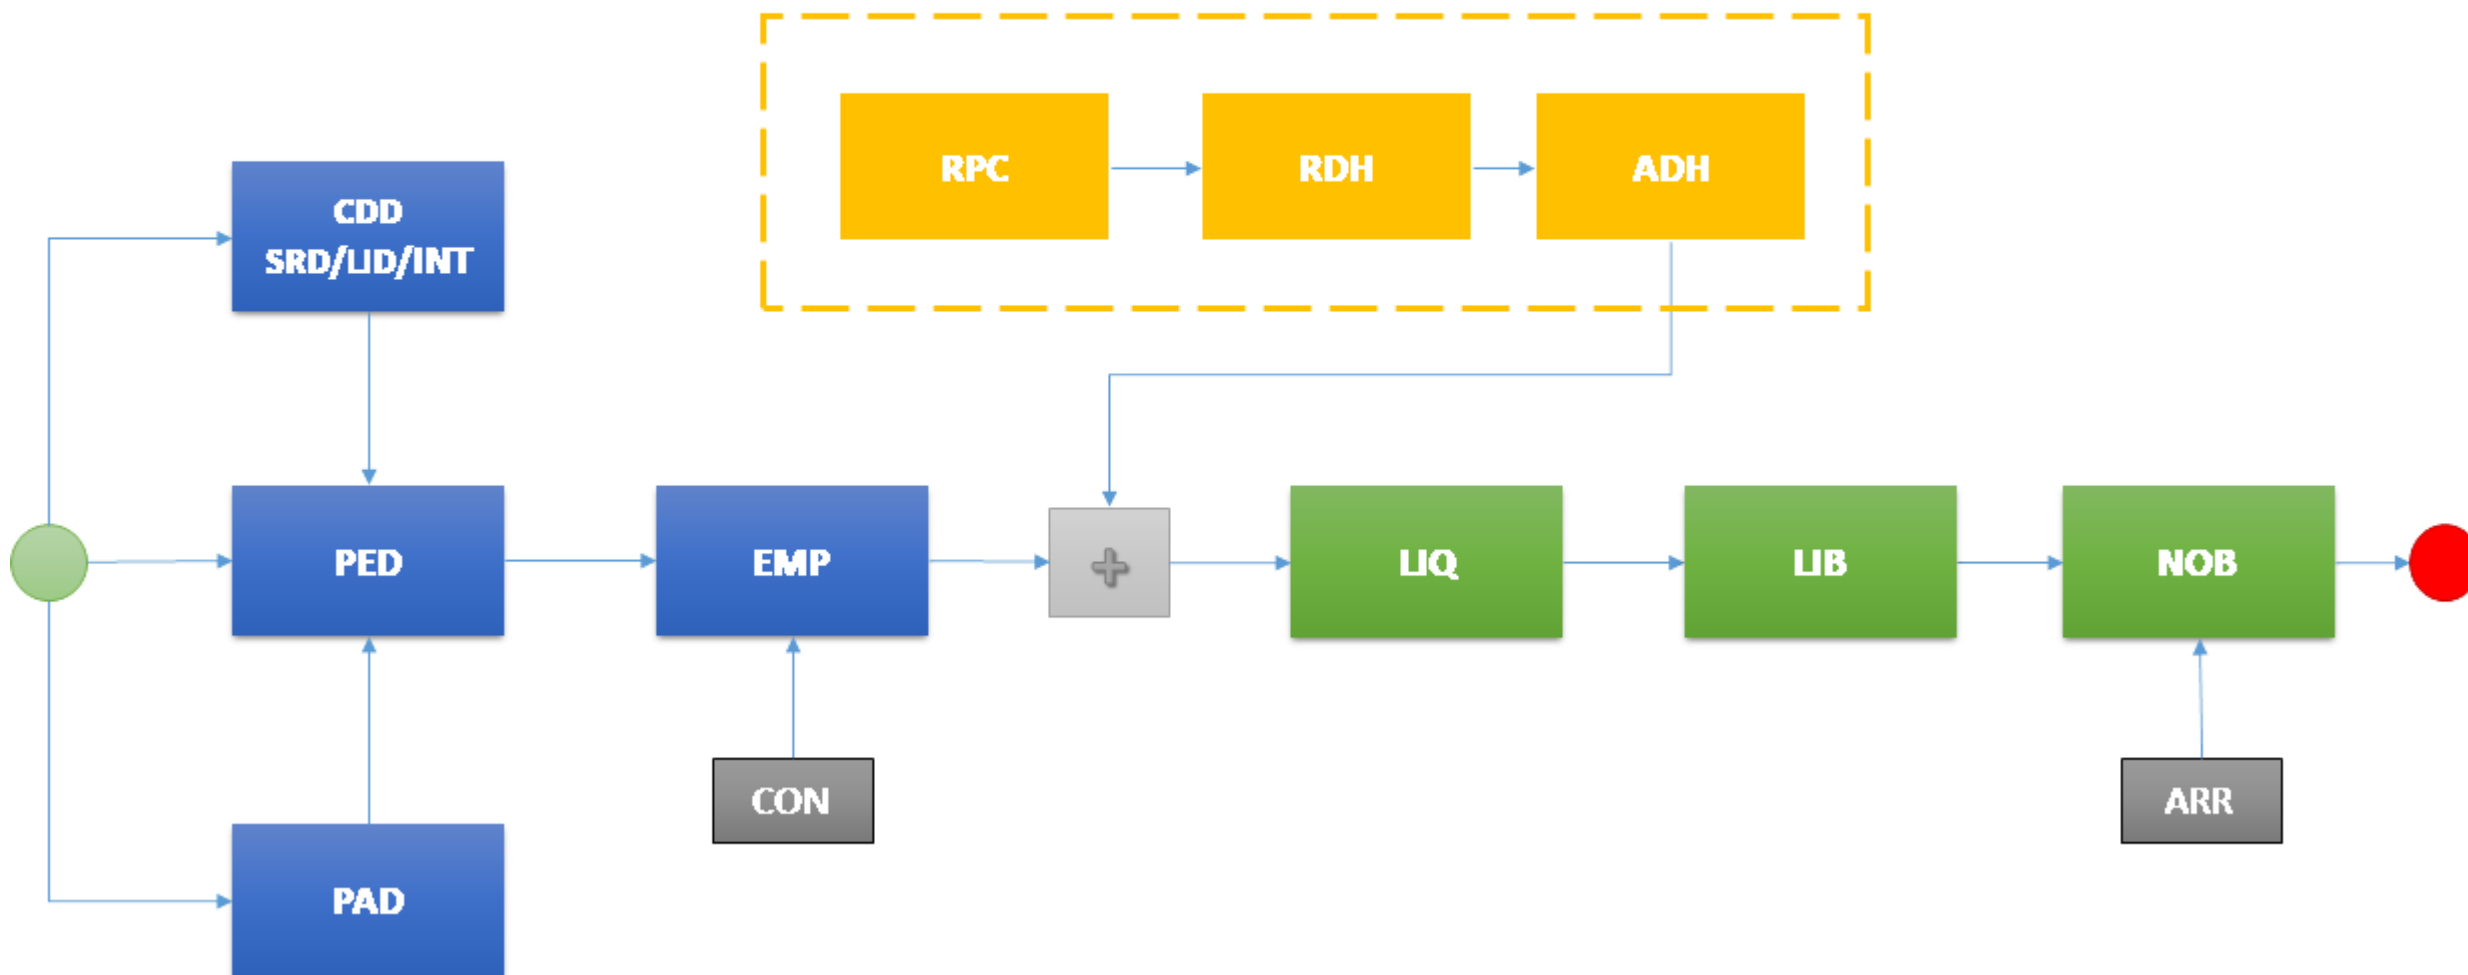 RPC
RDH
ADH
CDD
SRD/LID/INT
PED
EMP
LIQ
LIB
NOB
CON
ARR
PAD